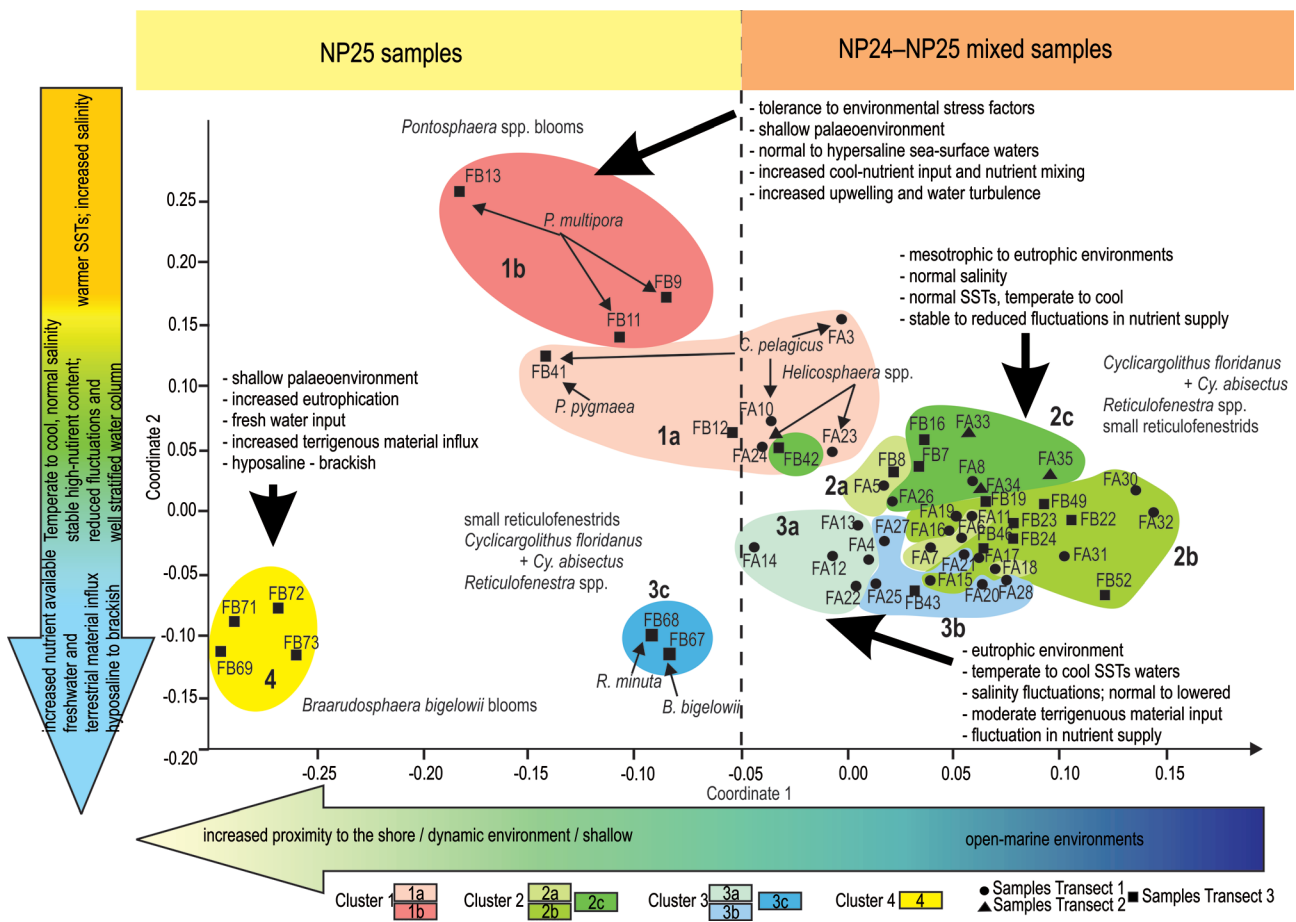 NP25 samples
NP24–NP25 mixed samples
Pontosphaera spp. blooms
- tolerance to environmental stress factors
- shallow palaeoenvironment
- normal to hypersaline sea-surface waters
- increased cool-nutrient input and nutrient mixing
- increased upwelling and water turbulence
warmer SSTs; increased salinity
Temperate to cool, normal salinity
stable high-nutirent content;
reduced fluctuations and
well stratified water column
increased nutrient available
freshwater and
terrestrial material influx
hyposaline to brackish
Coordinate 2
0.25
0.20
0.15
0.10
0.05
0.00
-0.05
-0.10
-0.15
-0.20
FB13
P. multipora
1b
FB9
FB11
- mesotrophic to eutrophic environments
- normal salinity
- normal SSTs, temperate to cool
- stable to reduced fluctuations in nutrient supply
FA3
C. pelagicus
FB41
Helicosphaera spp.
P. pygmaea
FA10
1a
FB12
FA24
FB42
FA23
Cyclicargolithus floridanus
+ Cy. abisectus
Reticulofenestra spp.
small reticulofenestrids
- shallow palaeoenvironment
- increased eutrophication
- fresh water input
- increased terrigenous material influx
- hyposaline - brackish
2c
FB16
FA33
FB7
FB8
2a
FA5
FA26
FA8
FA34
FA35
FB19
FB49
FA30
FA32
FA19
FA11
FB23
FB22
FA16
FA6
FB46
FB24
FA7
FA21
FA17
FA18
FA31
2b
FA15
FA20
FA28
FB52
3a
FA13
FA27
FA14
FA12
FA4
FA22
FA25
FB43
3b
small reticulofenestrids
Cyclicargolithus floridanus
+ Cy. abisectus
Reticulofenestra spp.
3c
FB68
FB67
R. minuta
B. bigelowii
FB71
FB72
FB69
FB73
4
Braarudosphaera bigelowii blooms
- eutrophic environment
- temperate to cool SSTs waters
- salinity fluctuations; normal to lowered
- moderate terrigenuous material input
- fluctuation in nutrient supply
-0.25
-0.20
-0.15
-0.10
-0.05
0.00
0.05
0.10
0.15
Coordinate 1
increased proximity to the shore / dynamic environment / shallow
open-marine environments
Cluster 1
1a
1b
Cluster 2
2a
2b
2c
Cluster 3
3a
3b
3c
Cluster 4
4
Samples Transect 1
Samples Transect 2
Samples Transect 3